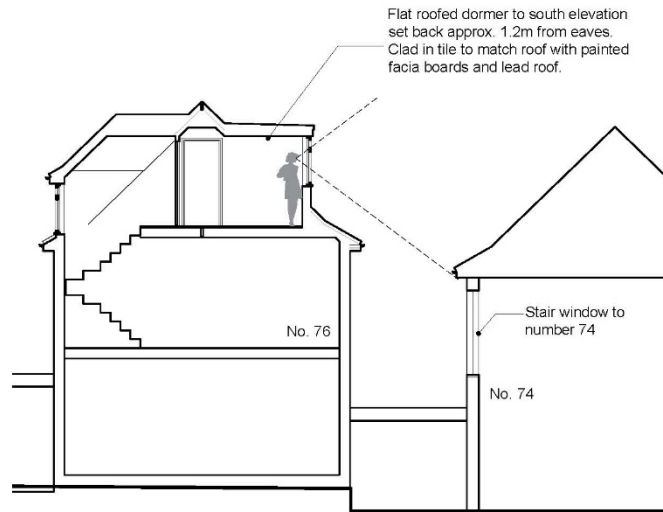 Flat roofed dormer to south elevation
set back approx. 1.2m from eaves.
Clad in tile to match roof with painted
facia boards and lead roof.
No. 76
Stair window to
number 74
No. 74